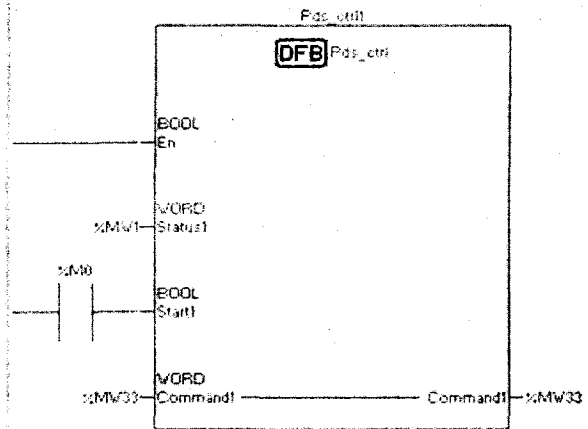 Pds_ctrl1
DFB Pds_ctrl
BOOL
En
WORD
%MW1 Status1
%M0
BOOL
Start1
WORD
%MW33 Command1 Command1 %MW33